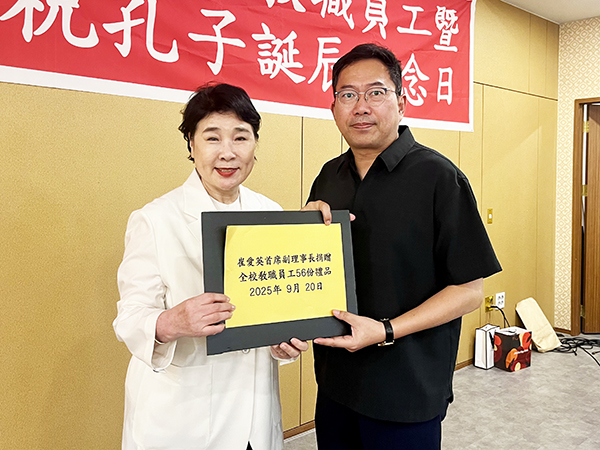 祝孔子誕辰念日
教職員工暨
崔愛英首席副理事長捐贈
全校教職員工56份禮品
2025年 9月 20日